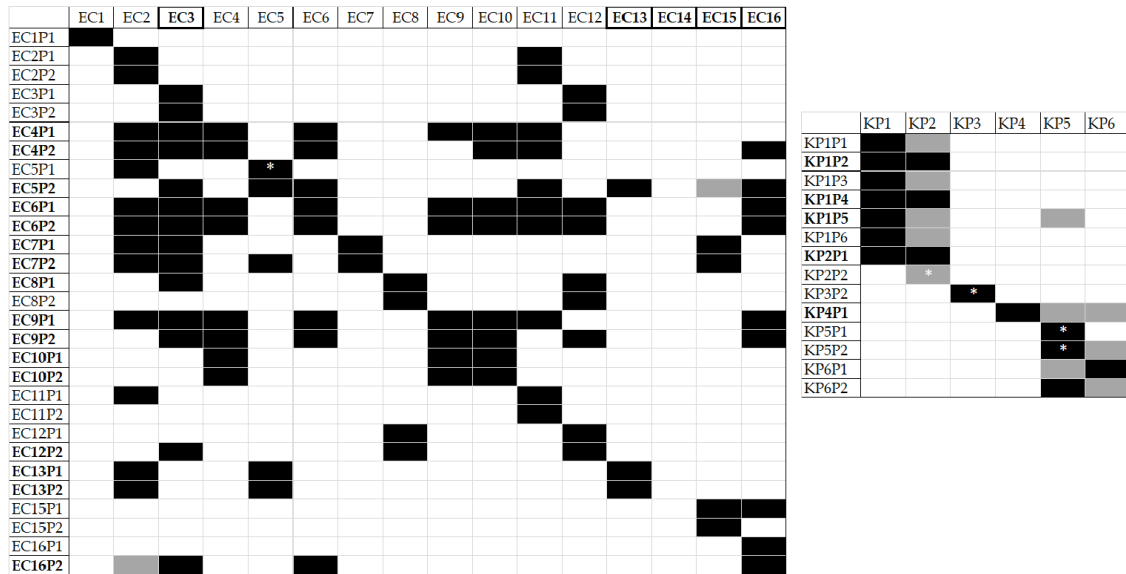 EC1 EC2 EC3 EC4 EC5 EC6 EC7 EC8 EC9 EC10 EC11 EC12 EC13 EC14 EC15 EC16
EC1P1
EC2P1
EC2P2
EC3P1
EC3P2
EC4P1
EC4P2
EC5P1 *
EC5P2
EC6P1
EC6P2
EC7P1
EC7P2
EC8P1
EC8P2
EC9P1
EC9P2
EC10P1
EC10P2
EC11P1
EC11P2
EC12P1
EC12P2
EC13P1
EC13P2
EC15P1
EC15P2
EC16P1
EC16P2
KP1 KP2 KP3 KP4 KP5 KP6
KP1P1
KP1P2
KP1P3
KP1P4
KP1P5
KP1P6
KP2P1
KP2P2 *
KP3P2 *
KP4P1
KP5P1 *
KP5P2 *
KP6P1
KP6P2